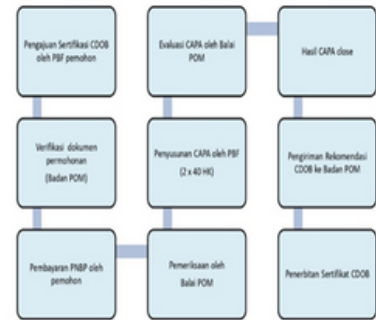 Pengajuan Sertifikasi CDOB
oleh PBF pemohon
Verifikasi dokumen
permohonan
(Badan POM)
Pembayaran PNBP oleh
pemohon
Pemeriksaan oleh
Balai POM
Penyusunan CAPA oleh PBF
(2 x 40 HK)
Evaluasi CAPA oleh Balai
POM
Hasil CAPA close
Pengiriman Rekomendasi
CDOB ke Badan POM
Penerbitan Sertifikat CDOB